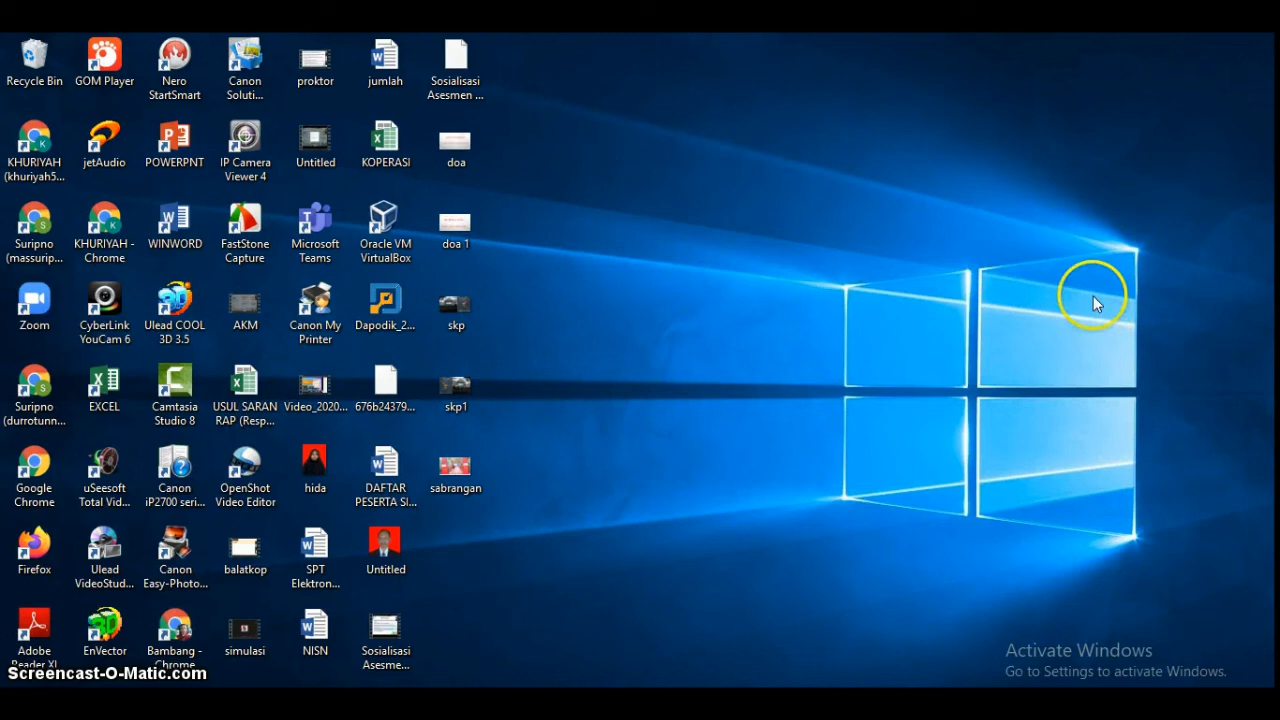 Recycle Bin
GOM Player
Nero
StartSmart
Canon
Soluti...
proktor
jumlah
Sosialisasi
Asesmen ...
KHURIYAH
(khuriyah5...
jetAudio
POWERPNT
IP Camera
Viewer 4
Untitled
KOPERASI
doa
Suripno
(massurip...
KHURIYAH -
Chrome
WINWORD
FastStone
Capture
Microsoft
Teams
Oracle VM
VirtualBox
doa 1
Zoom
CyberLink
YouCam 6
Ulead COOL
3D 3.5
AKM
Canon My
Printer
Dapodik_2...
skp
Suripno
(durrotunn...
EXCEL
Camtasia
Studio 8
USUL SARAN
RAP (Resp...
Video_2020...
676b24379...
skp1
Google
Chrome
uSeesoft
Total Vid...
Canon
iP2700 seri...
OpenShot
Video Editor
hida
DAFTAR
PESERTA SI...
sabrangan
Firefox
Ulead
VideoStud...
Canon
Easy-Photo...
balatkop
SPT
Elektron...
Untitled
Adobe
Reader XI
EnVector
Bambang -
Chrome
simulasi
NISN
Sosialisasi
Asesme...
Activate Windows
Go to Settings to activate Windows.
Screencast-O-Matic.com